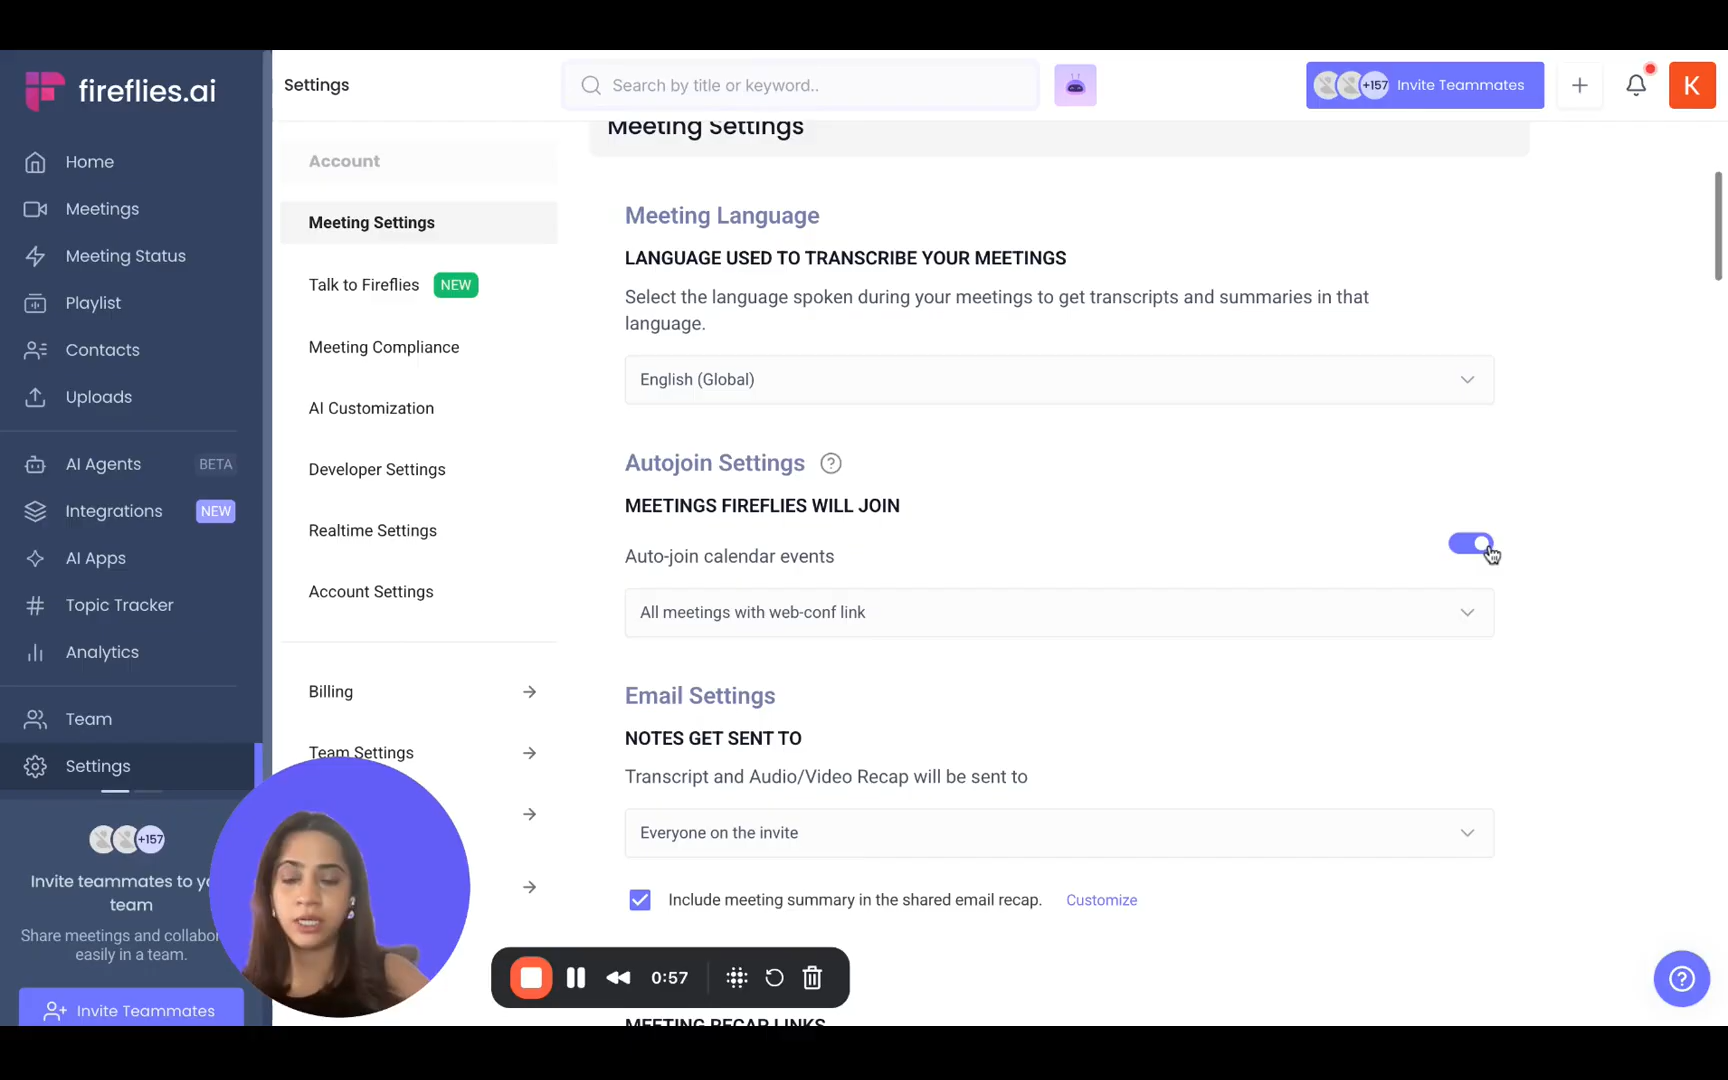 fireflies.ai
Home
Meetings
Meeting Status
Playlist
Contacts
Uploads
AI Agents BETA
Integrations NEW
AI Apps
Topic Tracker
Analytics
Team
Settings
+157
Invite teammates to
team
Share meetings and
easily in a team.
Invite Teammates
Settings
Search by title or keyword..
+157 Invite Teammates
K
Account
Meeting Settings
Talk to Fireflies NEW
Meeting Compliance
AI Customization
Developer Settings
Realtime Settings
Account Settings
Billing
Team Settings
Meeting Settings
Meeting Language
LANGUAGE USED TO TRANSCRIBE YOUR MEETINGS
Select the language spoken during your meetings to get transcripts and summaries in that
language.
English (Global)
Autojoin Settings
MEETINGS FIREFLIES WILL JOIN
Auto-join calendar events
All meetings with web-conf link
Email Settings
NOTES GET SENT TO
Transcript and Audio/Video Recap will be sent to
Everyone on the invite
Include meeting summary in the shared email recap. Customize
0:57
MEETING RECAP LINKS